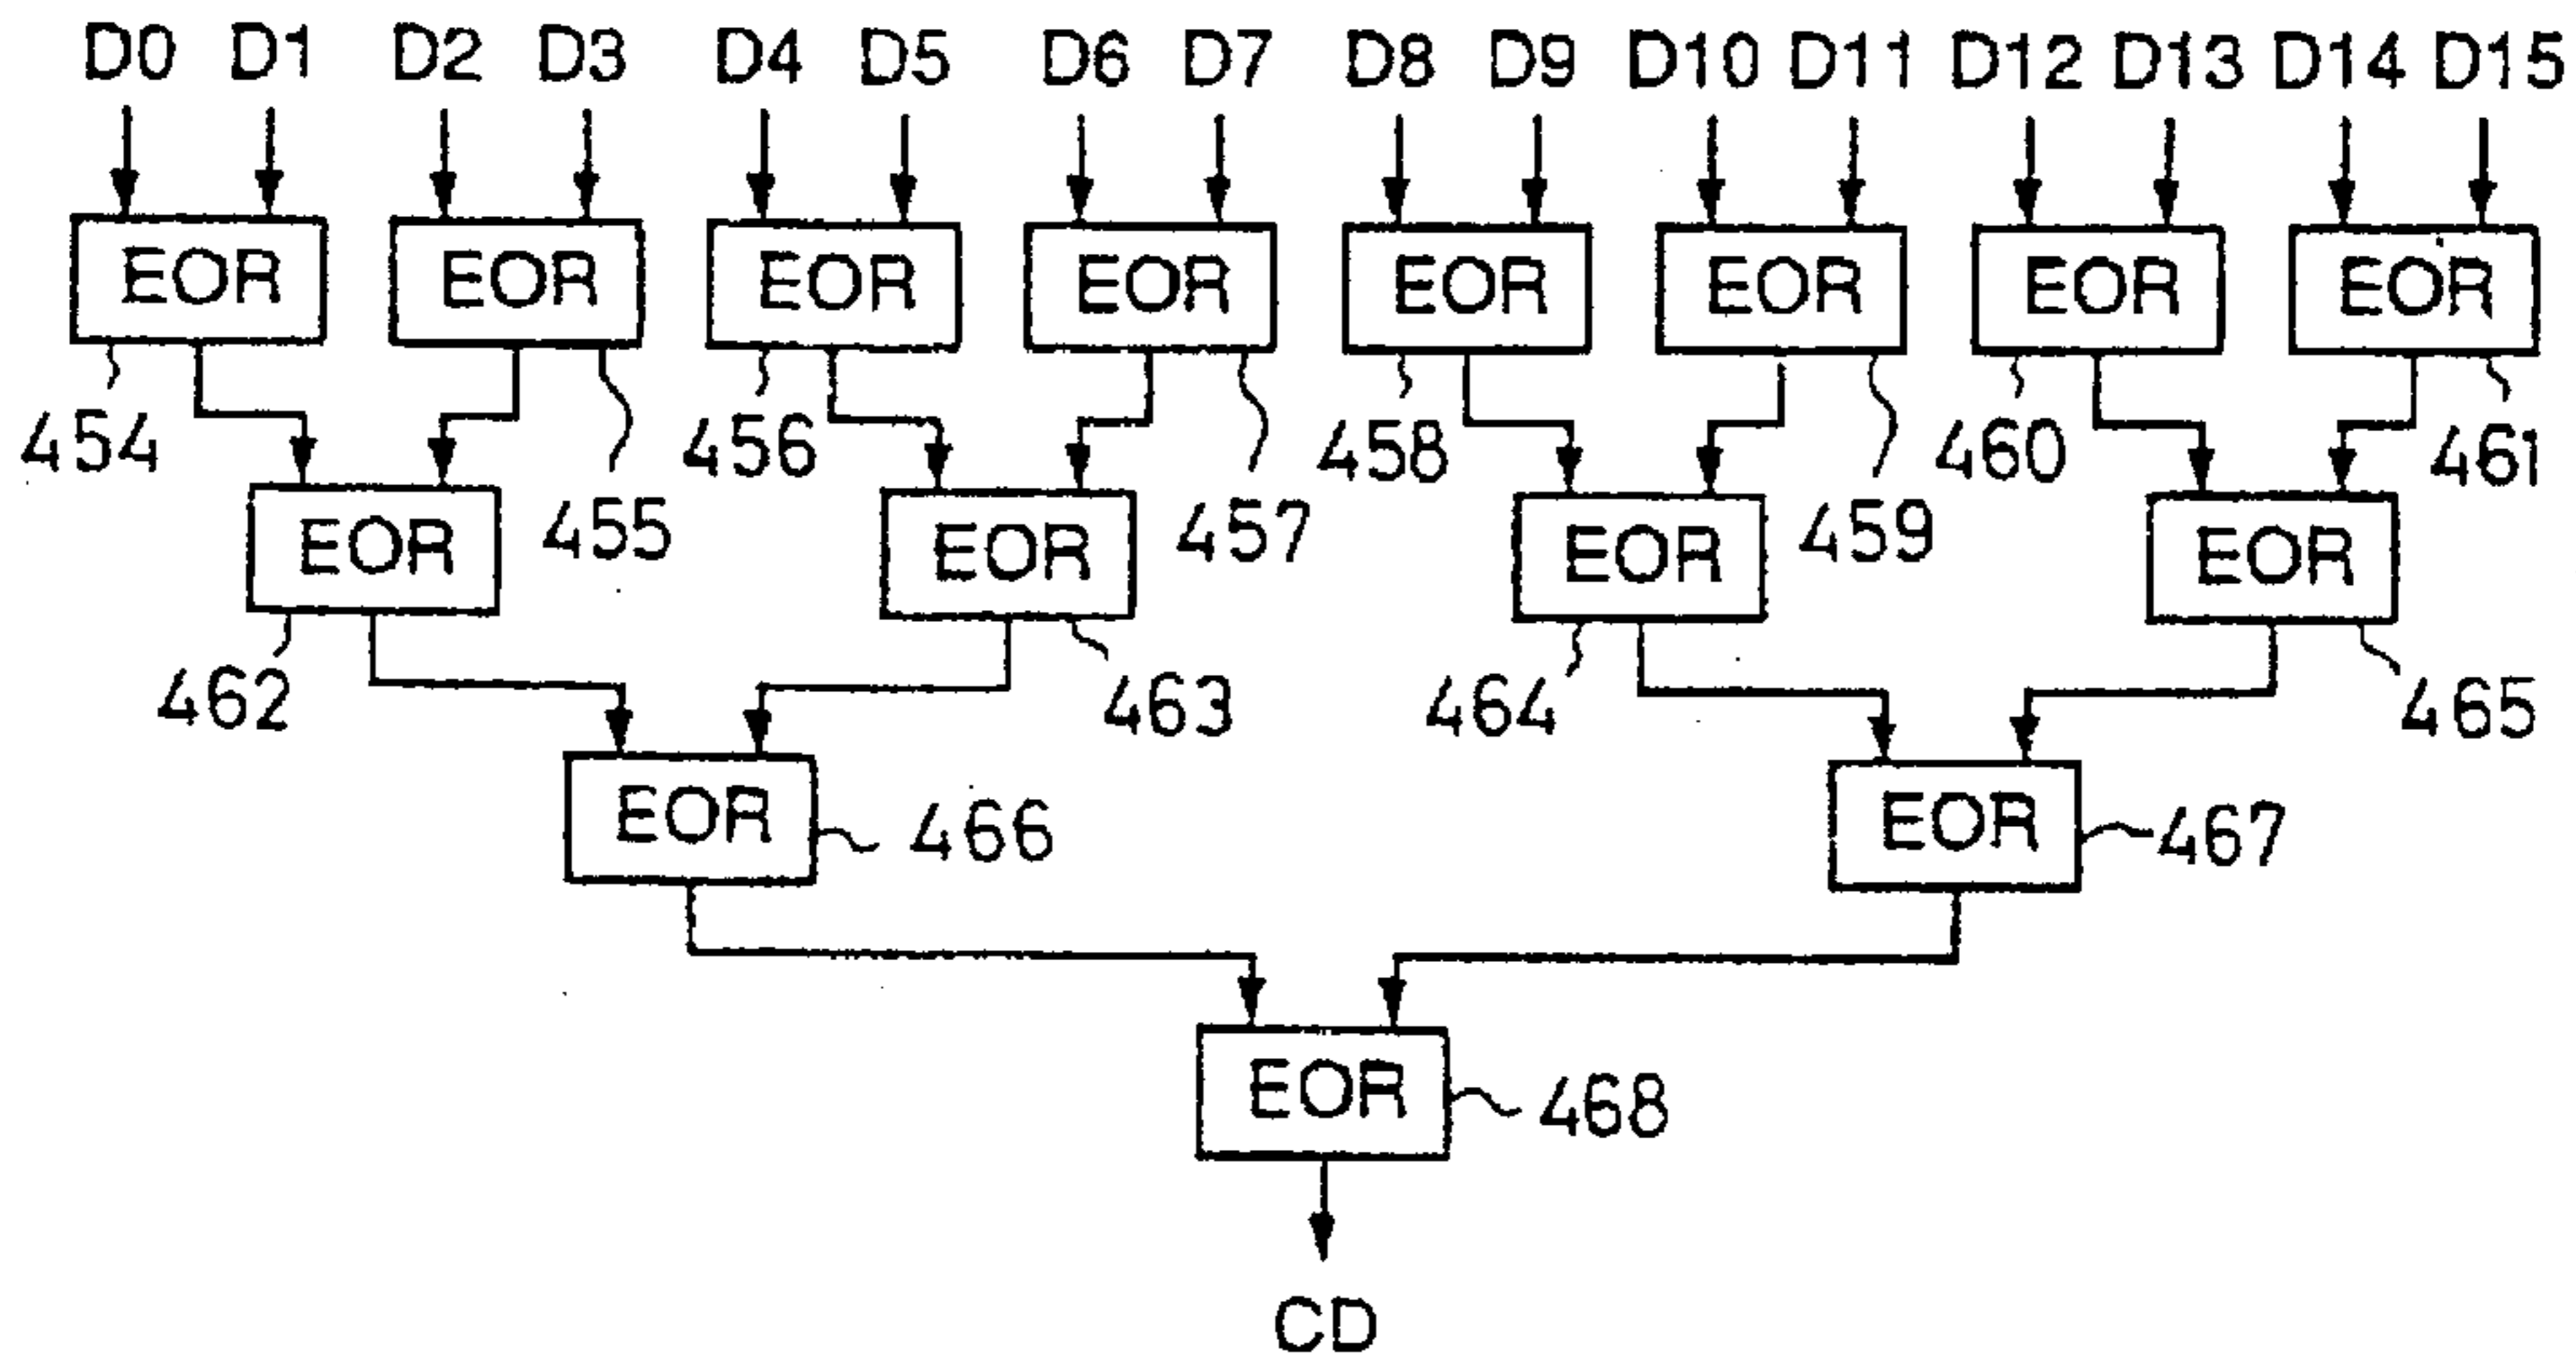 D0 D1 D2 D3 D4 D5 D6 D7 D8 D9 D10 D11 D12 D13 D14 D15
EOR EOR EOR EOR EOR EOR EOR EOR
454 455 456 457 458 459 460 461
EOR EOR EOR EOR
462 463 464 465
EOR 466 EOR 467
EOR 468
CD